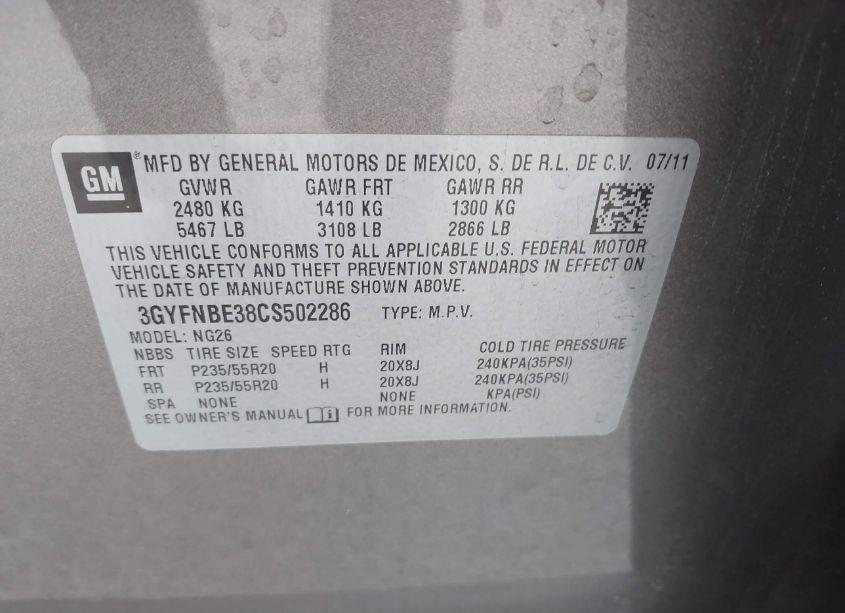 GM ® MFD BY GENERAL MOTORS DE MEXICO, S. DE R.L. DE C.V. 07/11
GVWR GAWR FRT GAWR RR
2480 KG 1410 KG 1300 KG
5467 LB 3108 LB 2866 LB
THIS VEHICLE CONFORMS TO ALL APPLICABLE U.S. FEDERAL MOTOR
VEHICLE SAFETY AND THEFT PREVENTION STANDARDS IN EFFECT ON
THE DATE OF MANUFACTURE SHOWN ABOVE.
3GYFNBE38CS502286 TYPE: M.P.V.
MODEL: NG26
NBBS TIRE SIZE SPEED RTG RIM COLD TIRE PRESSURE
FRT P235/55R20 H 20X8J 240KPA(35PSI)
RR P235/55R20 H 20X8J 240KPA(35PSI)
SPA NONE NONE KPA(PSI)
SEE OWNER'S MANUAL FOR MORE INFORMATION.